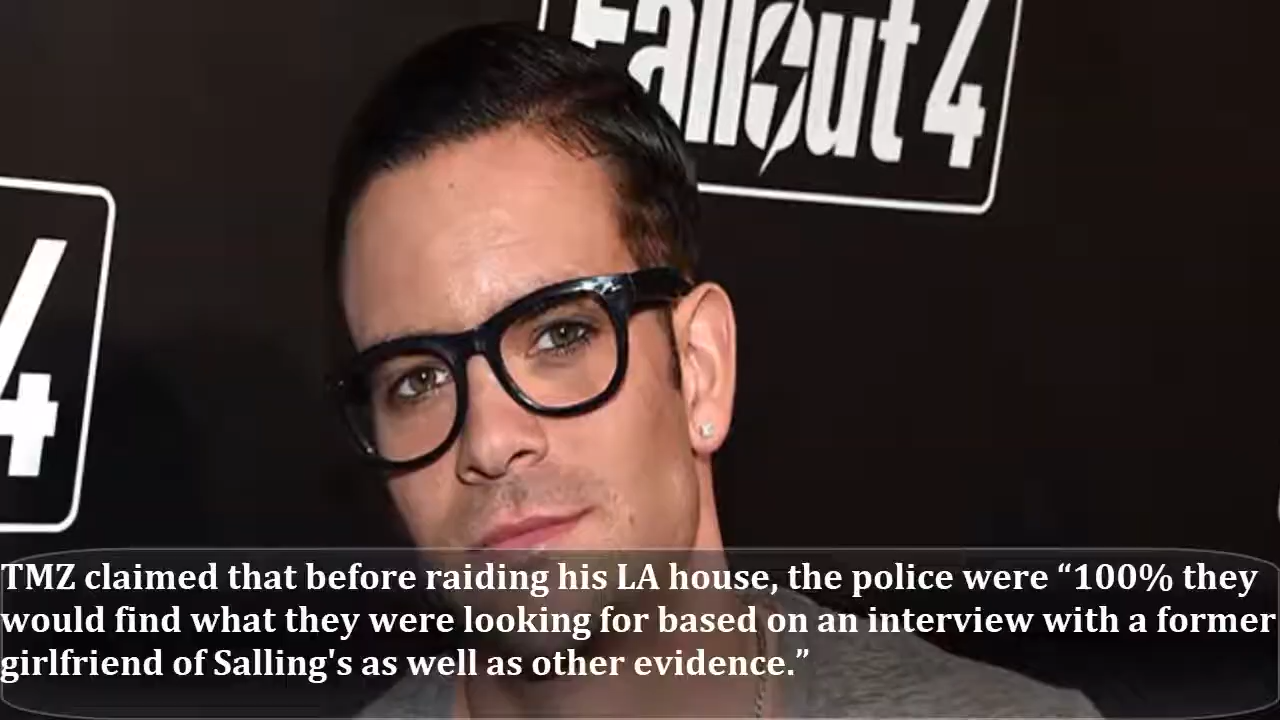 Fallout 4
4
TMZ claimed that before raiding his LA house, the police were “100% they
would find what they were looking for based on an interview with a former
girlfriend of Salling's as well as other evidence.”